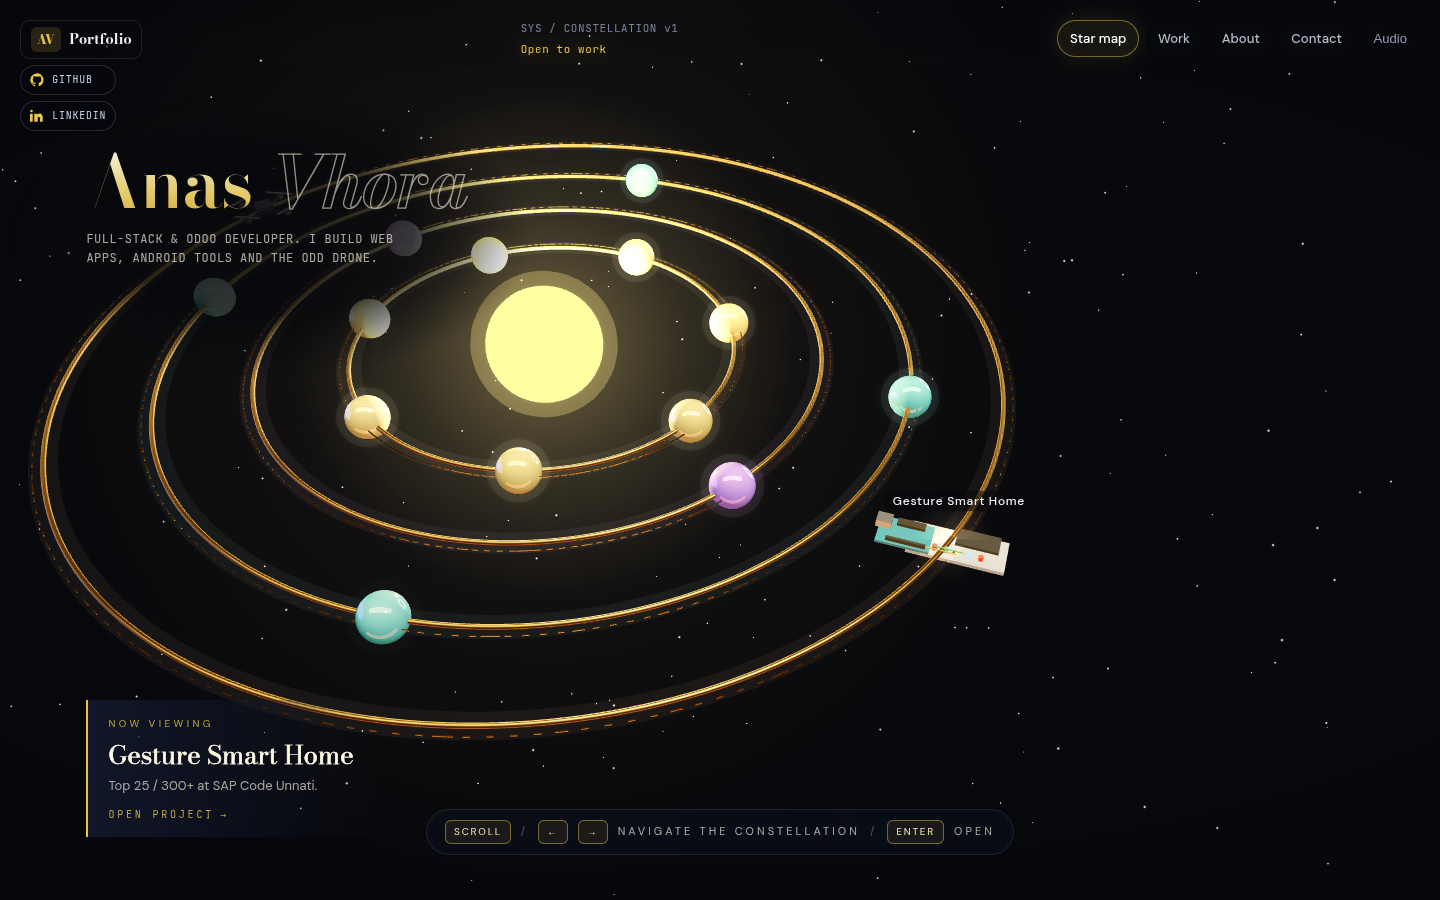 AV Portfolio
GITHUB
LINKEDIN
SYS / CONSTELLATION v1
Open to work
Star map Work About Contact Audio
Anas Vhora
FULL-STACK & ODOO DEVELOPER. I BUILD WEB
APPS, ANDROID TOOLS AND THE ODD DRONE.
Gesture Smart Home
NOW VIEWING
Gesture Smart Home
Top 25 / 300+ at SAP Code Unnati.
OPEN PROJECT →
SCROLL / ← → NAVIGATE THE CONSTELLATION / ENTER OPEN